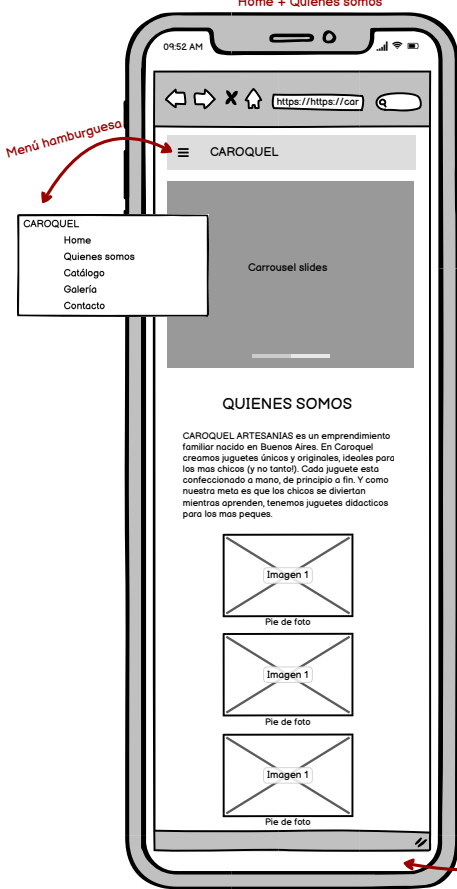 Home + Quienes somos
09:52 AM
https://https://car
Menú hamburguesa
CAROQUEL
Carrousel slides
CAROQUEL
Home
Quienes somos
Catálogo
Galería
Contacto
QUIENES SOMOS
CAROQUEL ARTESANIAS es un emprendimiento
familiar nacido en Buenos Aires. En Caroquel
creamos juguetes únicos y originales, ideales para
los mas chicos (y no tanto!). Cada juguete esta
confeccionado a mano, de principio a fin. Y como
nuestra meta es que los chicos se diviertan
mientras aprenden, tenemos juguetes didacticos
para los mas peques.
Imagen 1
Pie de foto
Imagen 1
Pie de foto
Imagen 1
Pie de foto